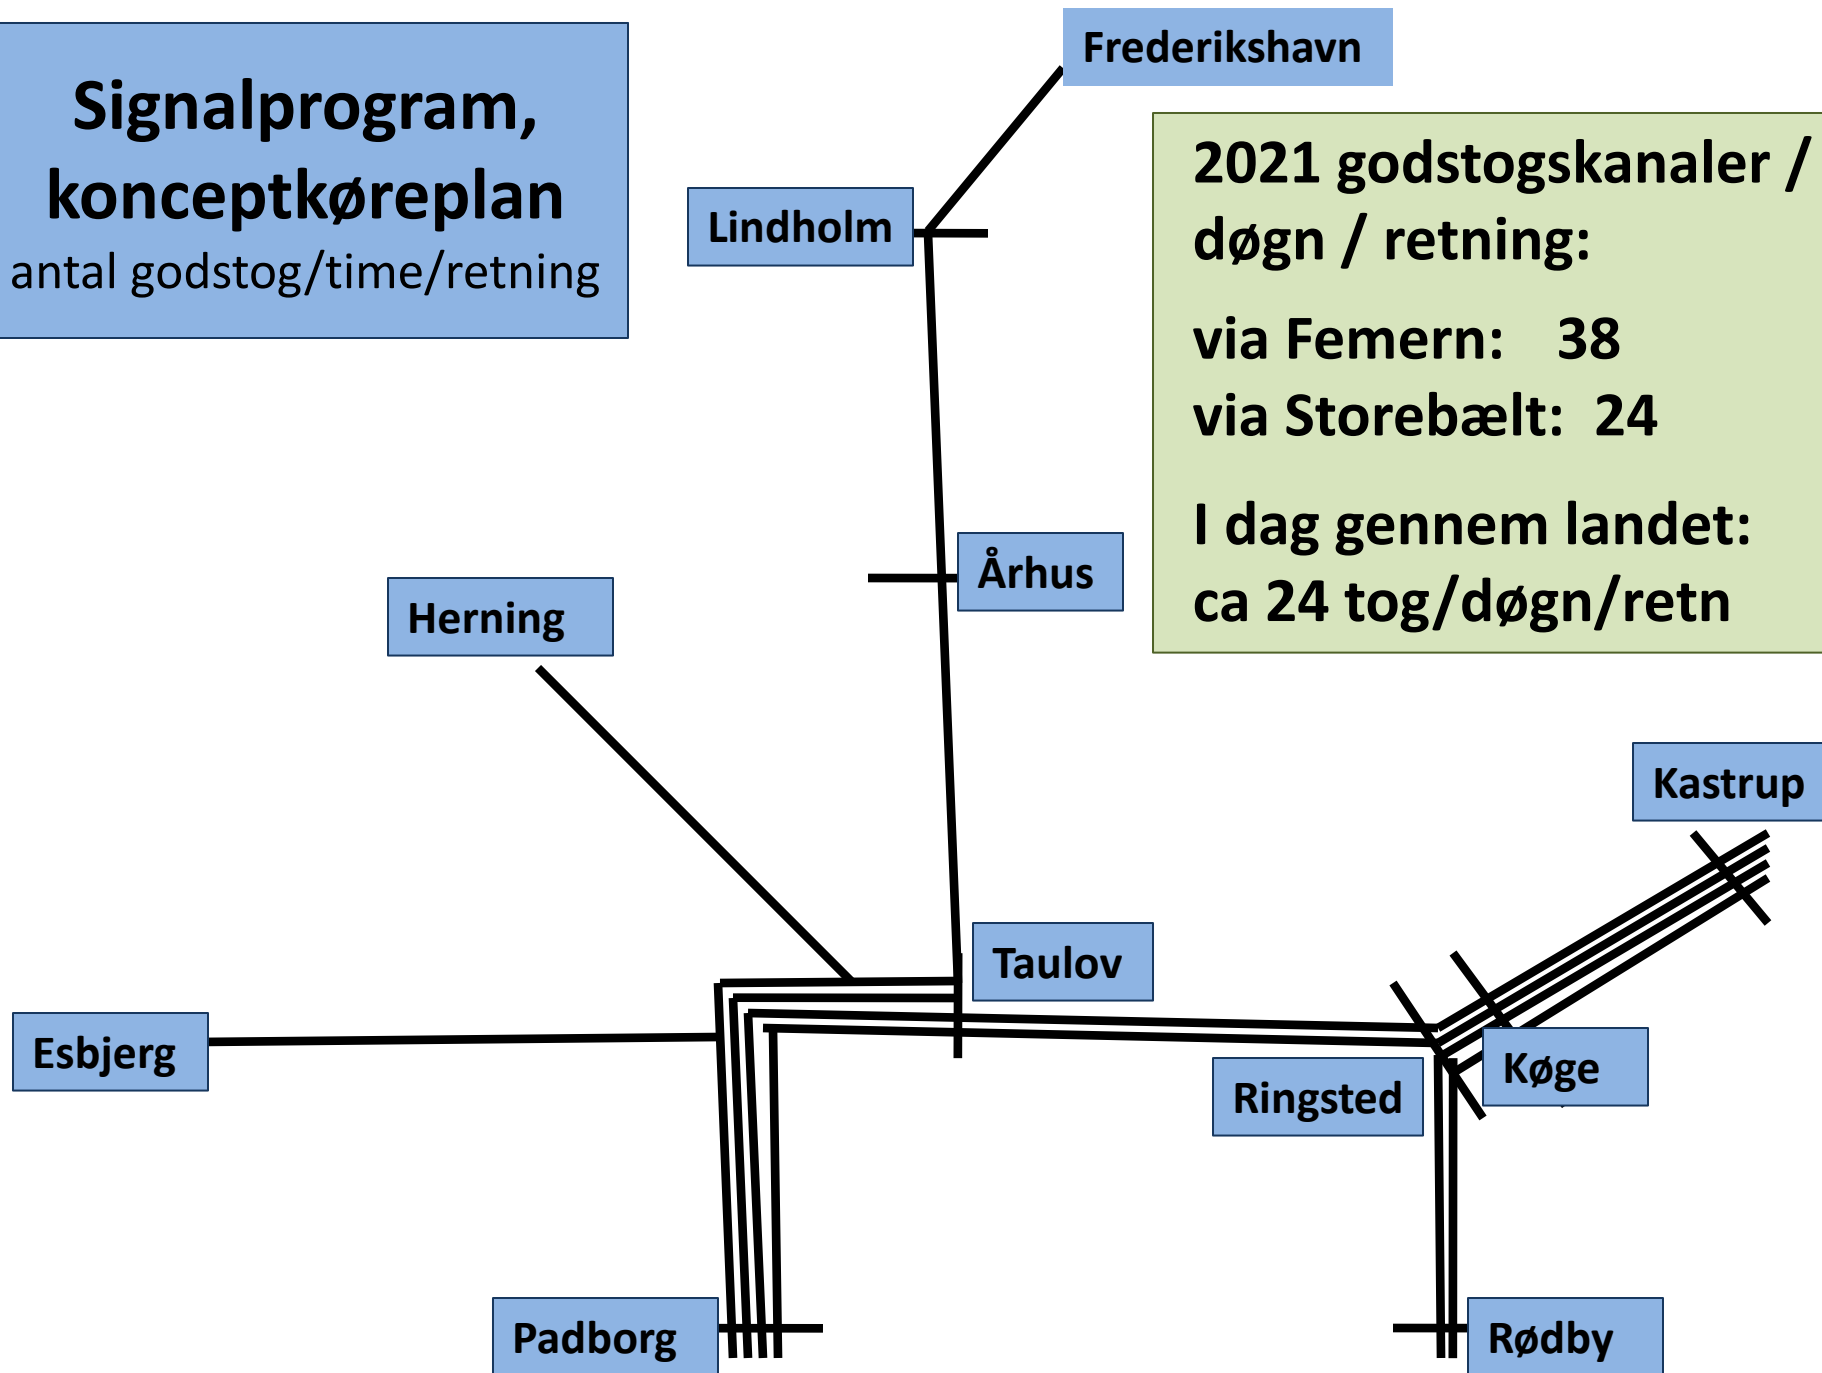 Signalprogram,
konceptkøreplan
antal godstog/time/retning
Frederikshavn
Lindholm
2021 godstogskanaler /
døgn / retning:
via Femern: 38
via Storebælt: 24
I dag gennem landet:
ca 24 tog/døgn/retn
Århus
Herning
Kastrup
Taulov
Esbjerg
Køge
Ringsted
Padborg
Rødby